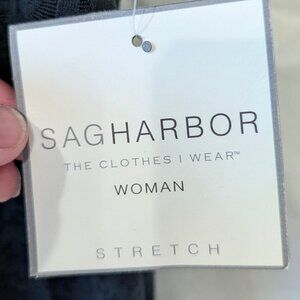 SAGHARBOR
THE CLOTHES I WEAR™
WOMAN
STRETCH